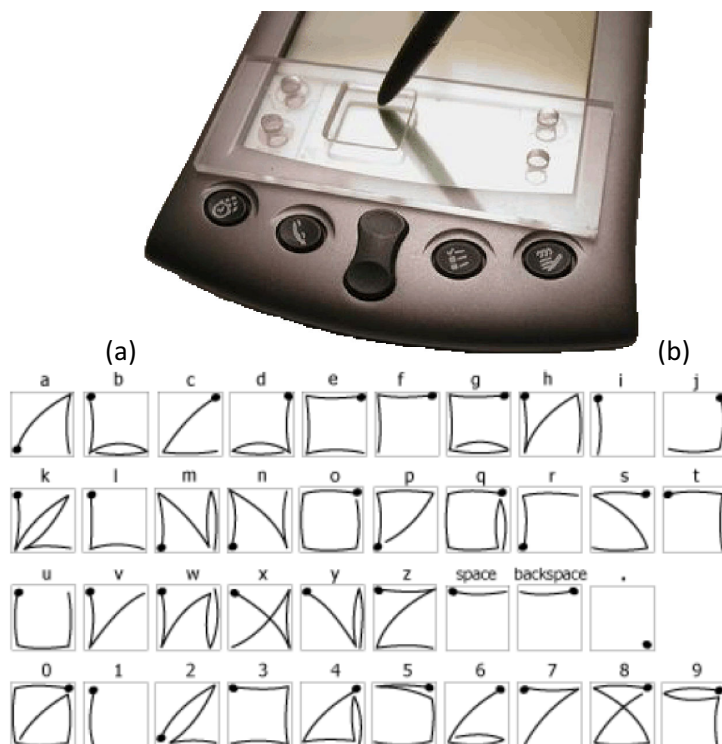 (a) (b)
a b c d e f g h i j
k l m n o p q r s t
u v w x y z space backspace .
0 1 2 3 4 5 6 7 8 9